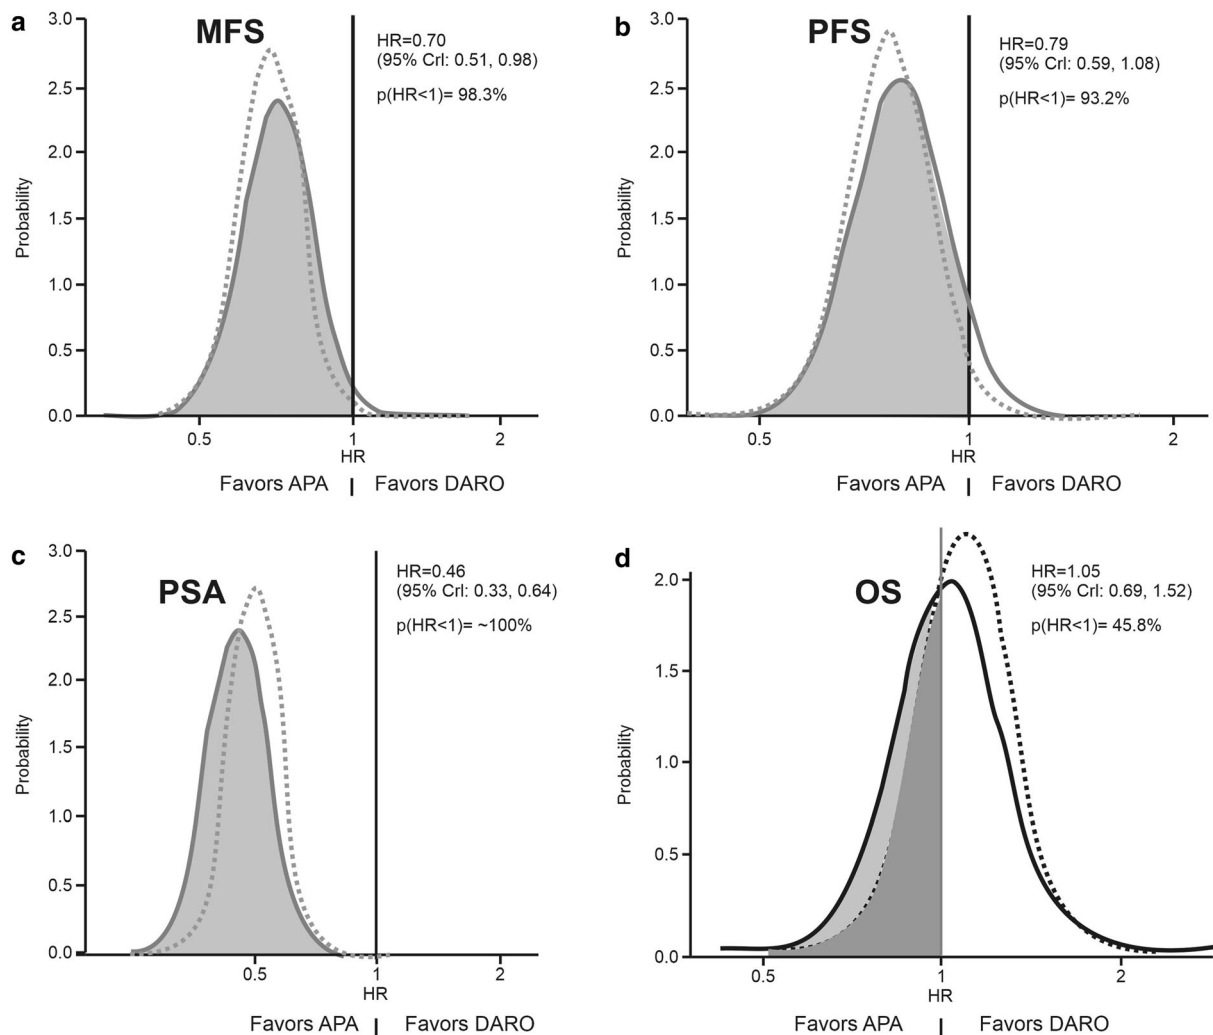 a
MFS
3.0
2.5
2.0
1.5
1.0
0.5
0.0
Probability
HR=0.70
(95% Crl: 0.51, 0.98)
p(HR<1)= 98.3%
0.5 1 2
HR
Favors APA | Favors DARO
b
PFS
3.0
2.5
2.0
1.5
1.0
0.5
0.0
Probability
HR=0.79
(95% Crl: 0.59, 1.08)
p(HR<1)= 93.2%
0.5 1 2
HR
Favors APA | Favors DARO
c
PSA
3.0
2.5
2.0
1.5
1.0
0.5
0.0
Probability
HR=0.46
(95% Crl: 0.33, 0.64)
p(HR<1)= ~100%
0.5 1 2
HR
Favors APA | Favors DARO
d
OS
2.0
1.5
1.0
0.5
0.0
Probability
HR=1.05
(95% Crl: 0.69, 1.52)
p(HR<1)= 45.8%
0.5 1 2
HR
Favors APA | Favors DARO